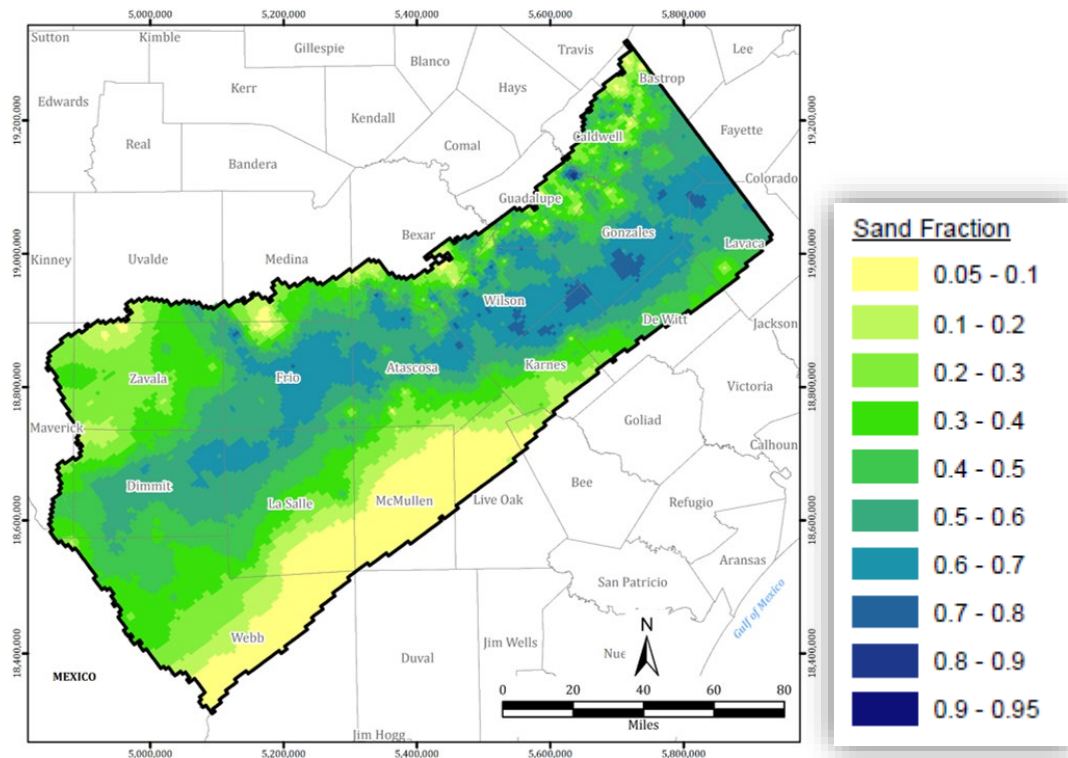 5,000,000 5,200,000 5,400,000 5,600,000 5,800,000
Sutton
Kimble
Gillespie
Blanco
Travis
Lee
Edwards
Kerr
Hays
Bastrop
Real
Kendall
Caldwell
Fayette
Bandera
Comal
Colorado
Guadalupe
Bexar
Gonzales
Lavaca
Kinney
Uvalde
Medina
Wilson
De Witt
Jackson
Zavala
Frio
Atascosa
Karnes
Victoria
Maverick
Goliad
Calhoun
Dimmit
La Salle
McMullen
Live Oak
Bee
Refugio
Aransas
San Patricio
Gulf of Mexico
Webb
Duval
Jim Wells
Nue
N
MEXICO
0 20 40 60 80
Miles
Jim Hogg
19,200,000
19,000,000
18,800,000
18,600,000
18,400,000
19,200,000
19,000,000
18,800,000
18,600,000
18,400,000
5,000,000 5,200,000 5,400,000 5,600,000 5,800,000
Sand Fraction
0.05 - 0.1
0.1 - 0.2
0.2 - 0.3
0.3 - 0.4
0.4 - 0.5
0.5 - 0.6
0.6 - 0.7
0.7 - 0.8
0.8 - 0.9
0.9 - 0.95